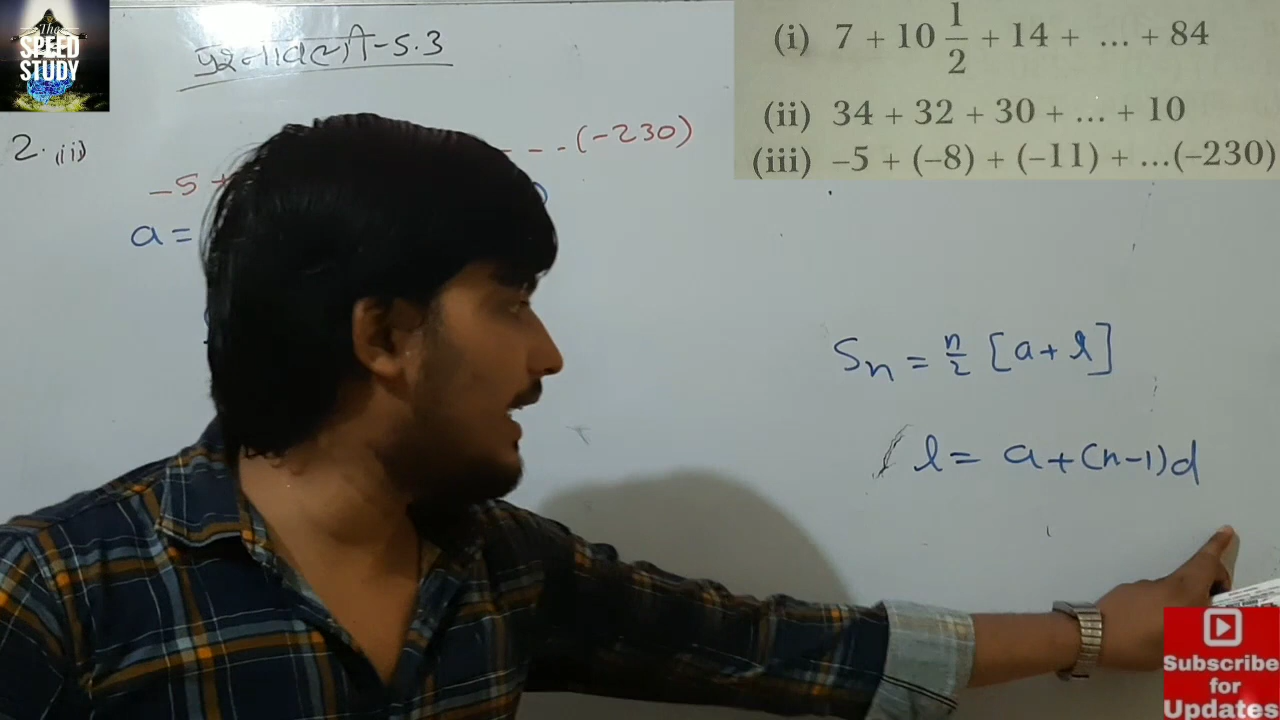 The
SPEED
STUDY
प्रश्नावली-5.3
(i) 7 + 10 1/2 + 14 + ... + 84
(ii) 34 + 32 + 30 + ... + 10
(iii) –5 + (–8) + (–11) + ...(–230)
2. (ii)
-5 + - - - (-230)
a =
Sn = n/2 [a + l]
l = a + (n-1)d
Subscribe
for
Updates